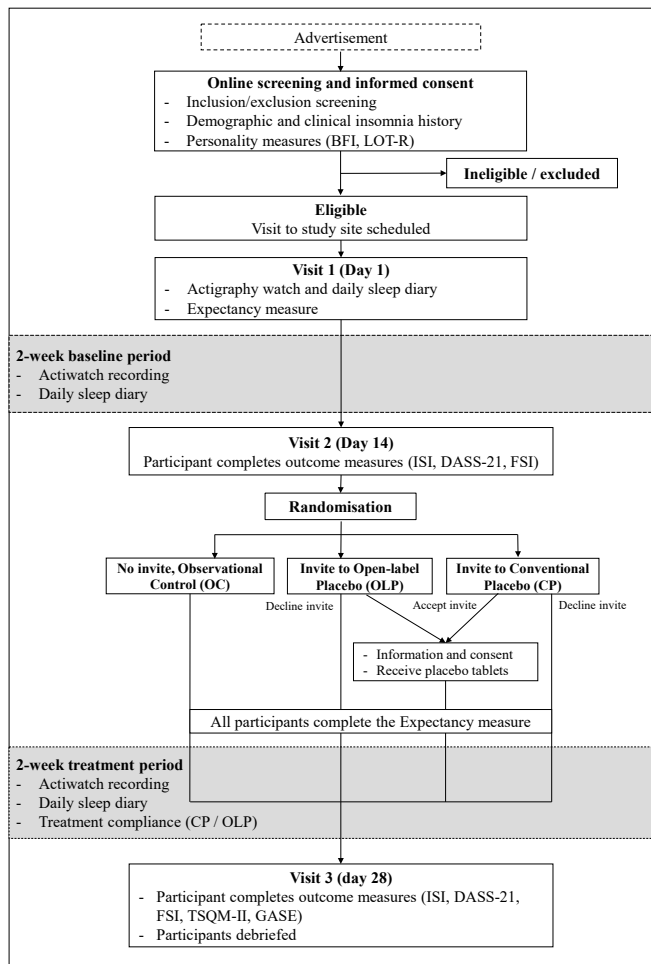 Advertisement
Online screening and informed consent
- Inclusion/exclusion screening
- Demographic and clinical insomnia history
- Personality measures (BFI, LOT-R)
Ineligible / excluded
Eligible
Visit to study site scheduled
Visit 1 (Day 1)
- Actigraphy watch and daily sleep diary
- Expectancy measure
2-week baseline period
- Actiwatch recording
- Daily sleep diary
Visit 2 (Day 14)
Participant completes outcome measures (ISI, DASS-21, FSI)
Randomisation
No invite, Observational
Control (OC)
Invite to Open-label
Placebo (OLP)
Invite to Conventional
Placebo (CP)
Decline invite
Accept invite
Decline invite
- Information and consent
- Receive placebo tablets
All participants complete the Expectancy measure
2-week treatment period
- Actiwatch recording
- Daily sleep diary
- Treatment compliance (CP / OLP)
Visit 3 (day 28)
- Participant completes outcome measures (ISI, DASS-21,
FSI, TSQM-II, GASE)
- Participants debriefed